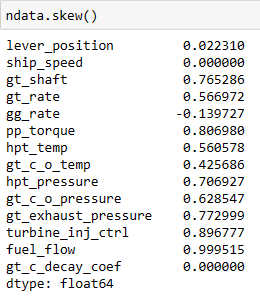 ndata.skew()
lever_position 0.022310
ship_speed 0.000000
gt_shaft 0.765286
gt_rate 0.566972
gg_rate -0.139727
pp_torque 0.806980
hpt_temp 0.560578
gt_c_o_temp 0.425686
hpt_pressure 0.706927
gt_c_o_pressure 0.628547
gt_exhaust_pressure 0.772999
turbine_inj_ctrl 0.896777
fuel_flow 0.999515
gt_c_decay_coef 0.000000
dtype: float64